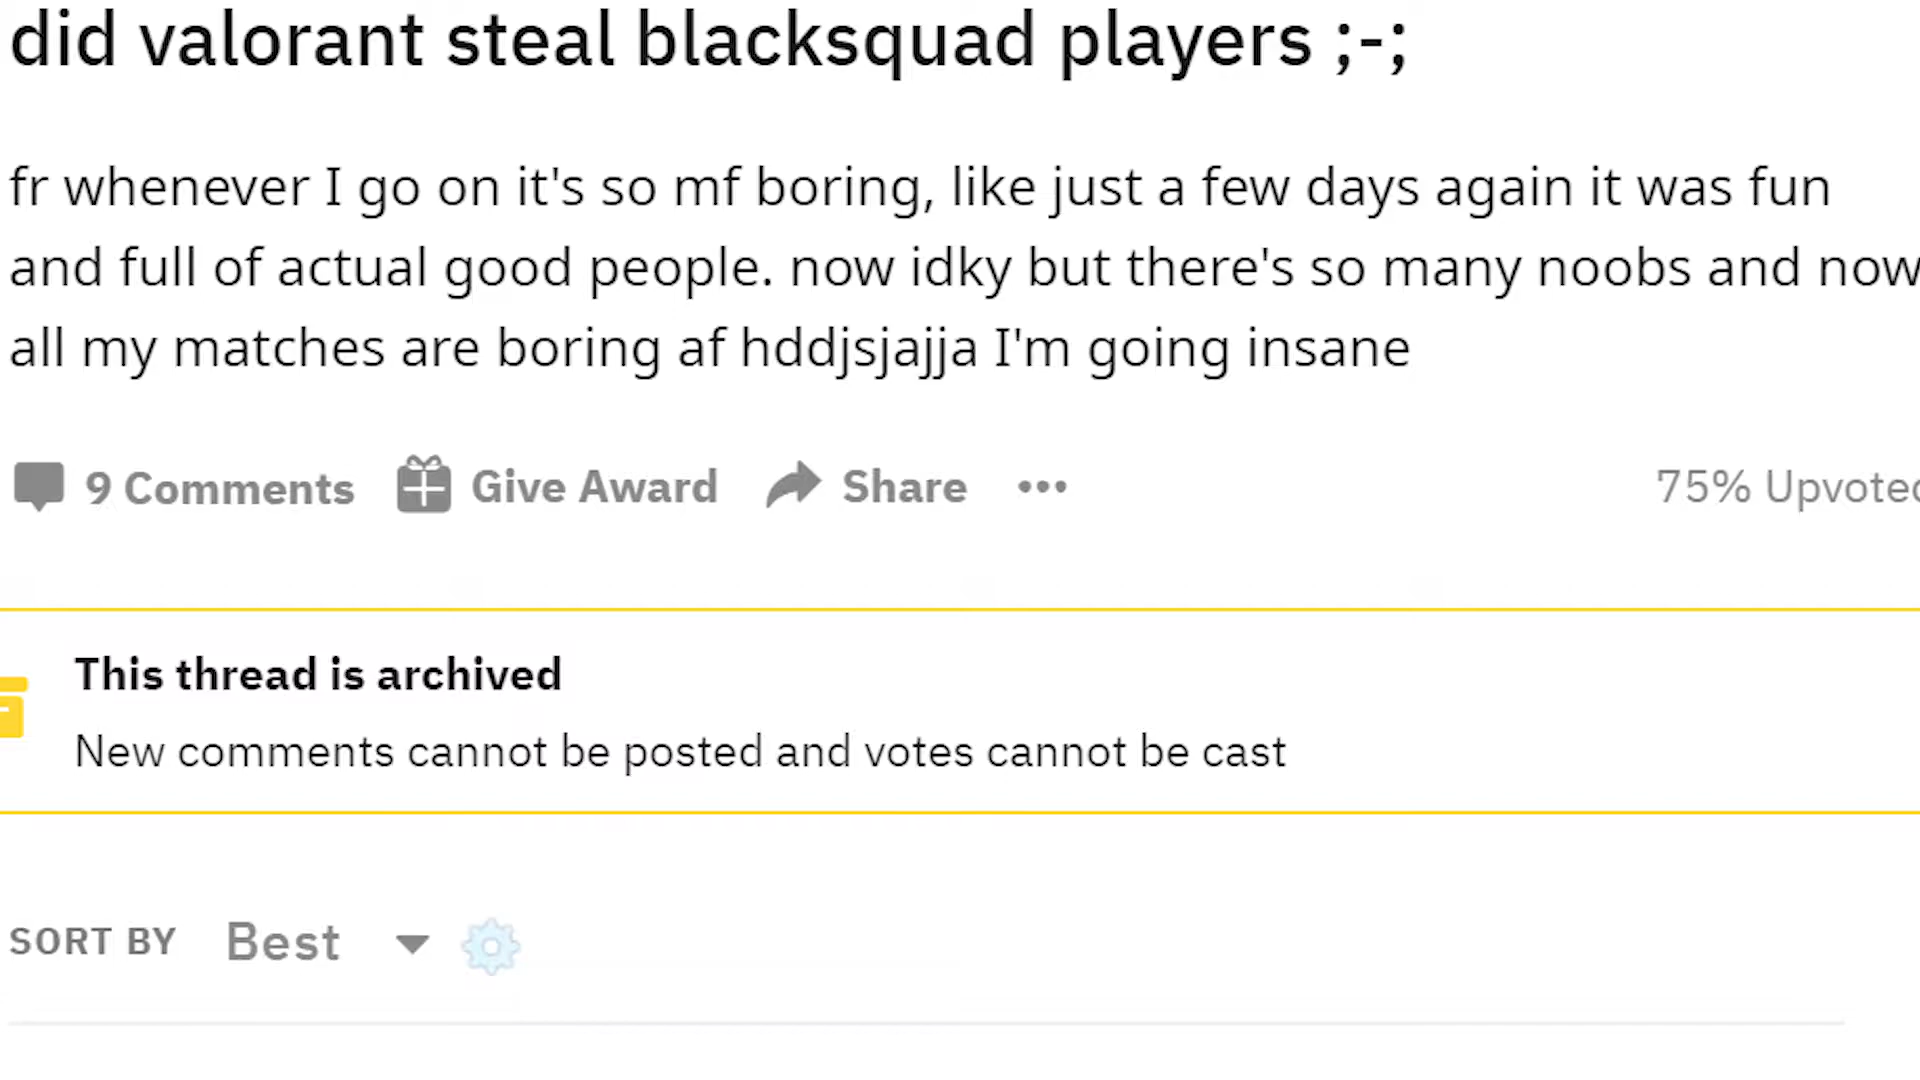 did valorant steal blacksquad players ;-;
fr whenever I go on it's so mf boring, like just a few days again it was fun
and full of actual good people. now idky but there's so many noobs and now
all my matches are boring af hddjsjajja I'm going insane
9 Comments Give Award Share ••• 75% Upvoted
This thread is archived
New comments cannot be posted and votes cannot be cast
SORT BY Best